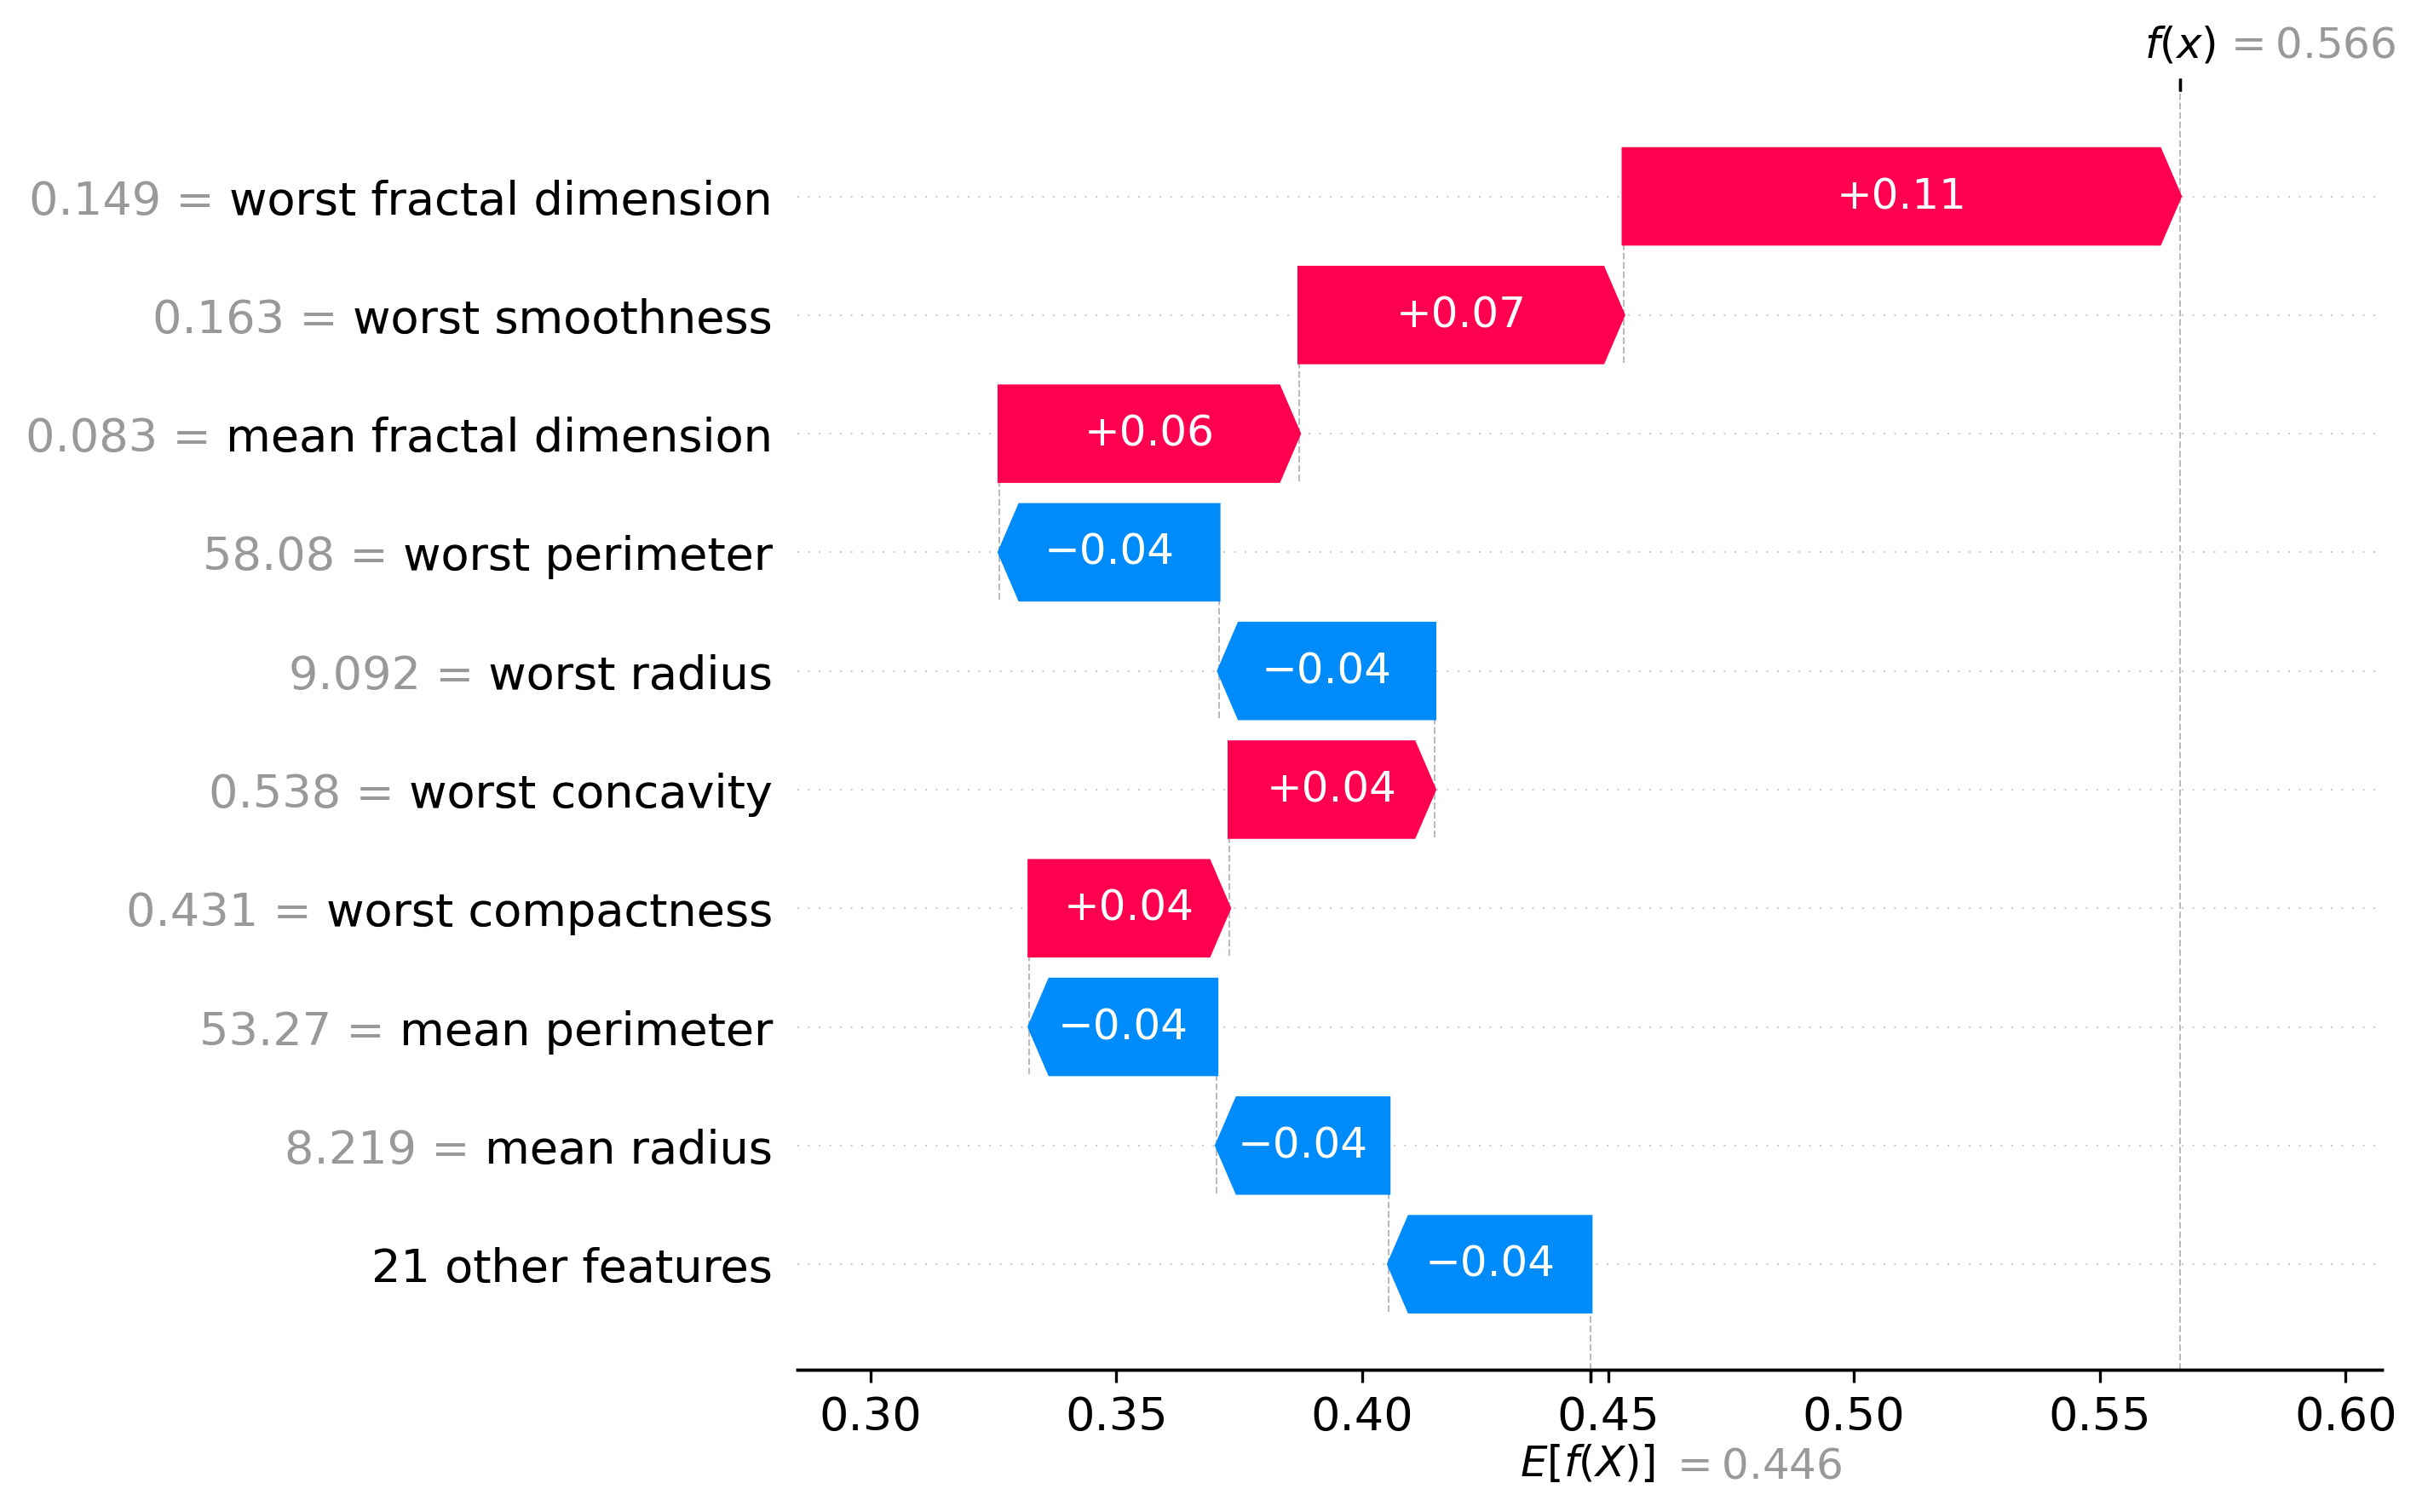 f(x) = 0.566
0.149 = worst fractal dimension +0.11
0.163 = worst smoothness +0.07
0.083 = mean fractal dimension +0.06
58.08 = worst perimeter −0.04
9.092 = worst radius −0.04
0.538 = worst concavity +0.04
0.431 = worst compactness +0.04
53.27 = mean perimeter −0.04
8.219 = mean radius −0.04
21 other features −0.04
0.30 0.35 0.40 0.45 0.50 0.55 0.60
E[f(X)] = 0.446